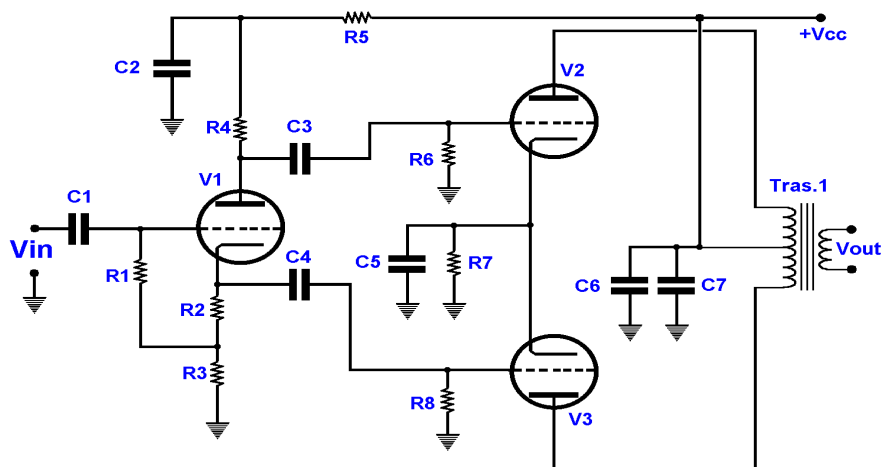 R5
+Vcc
C2
V2
R4
C3
R6
V1
Tras.1
C1
Vin
C4
C5
R7
Vout
R1
R2
C6
C7
R3
R8
V3